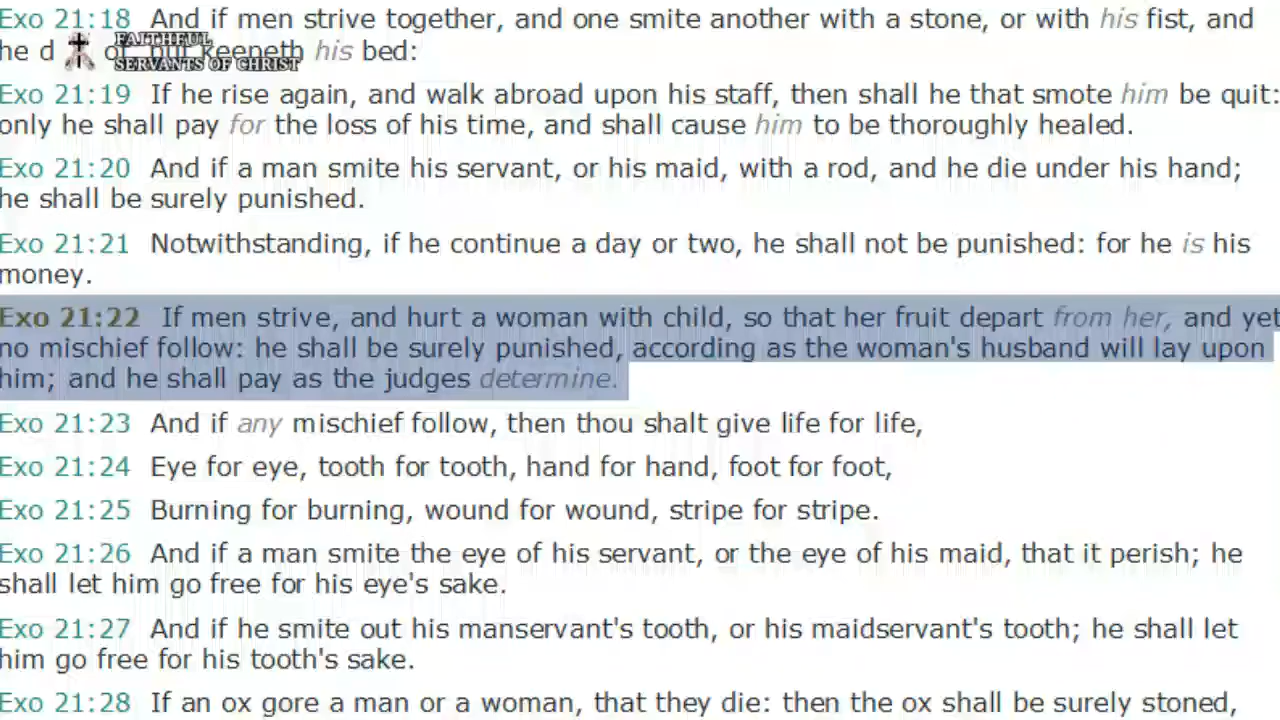 Exo 21:18 And if men strive together, and one smite another with a stone, or with his fist, and
he d of but keepeth his bed:
FAITHFUL
SERVANTS OF CHRIST
Exo 21:19 If he rise again, and walk abroad upon his staff, then shall he that smote him be quit:
only he shall pay for the loss of his time, and shall cause him to be thoroughly healed.
Exo 21:20 And if a man smite his servant, or his maid, with a rod, and he die under his hand;
he shall be surely punished.
Exo 21:21 Notwithstanding, if he continue a day or two, he shall not be punished: for he is his
money.
Exo 21:22 If men strive, and hurt a woman with child, so that her fruit depart from her, and yet
no mischief follow: he shall be surely punished, according as the woman's husband will lay upon
him; and he shall pay as the judges determine.
Exo 21:23 And if any mischief follow, then thou shalt give life for life,
Exo 21:24 Eye for eye, tooth for tooth, hand for hand, foot for foot,
Exo 21:25 Burning for burning, wound for wound, stripe for stripe.
Exo 21:26 And if a man smite the eye of his servant, or the eye of his maid, that it perish; he
shall let him go free for his eye's sake.
Exo 21:27 And if he smite out his manservant's tooth, or his maidservant's tooth; he shall let
him go free for his tooth's sake.
Exo 21:28 If an ox gore a man or a woman, that they die: then the ox shall be surely stoned,